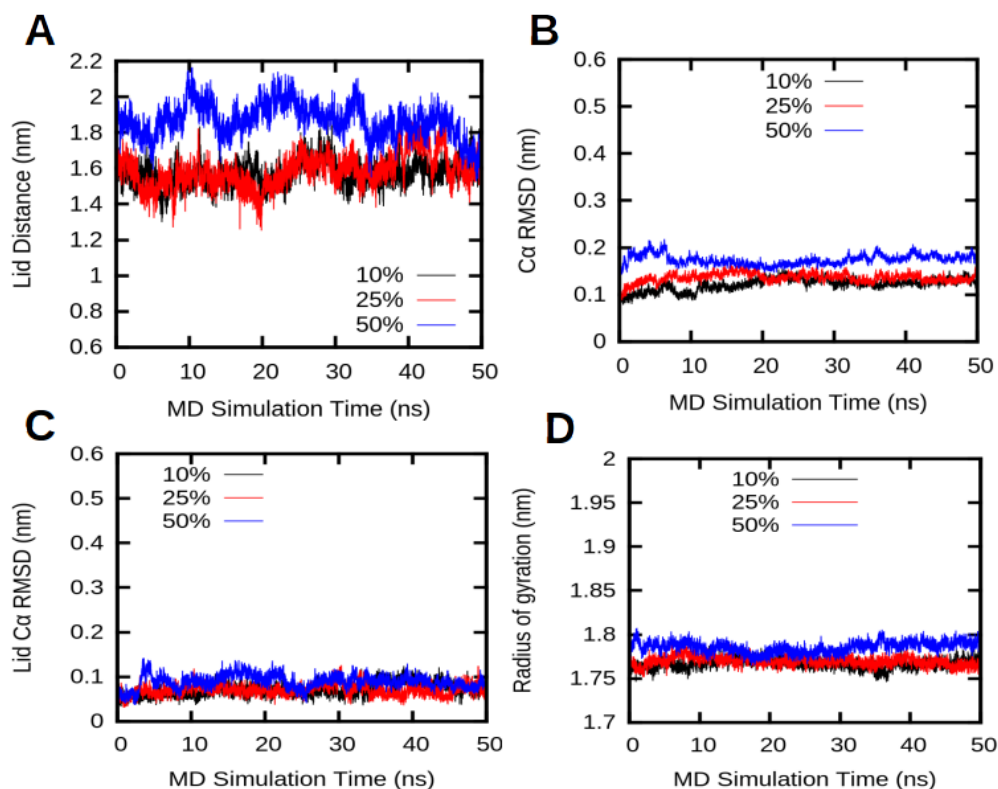 A
Lid Distance (nm)
2.2
2
1.8
1.6
1.4
1.2
1
0.8
0.6
10%
25%
50%
0 10 20 30 40 50
MD Simulation Time (ns)
B
Cα RMSD (nm)
0.6
0.5
0.4
0.3
0.2
0.1
0
10%
25%
50%
0 10 20 30 40 50
MD Simulation Time (ns)
C
Lid Cα RMSD (nm)
0.6
0.5
0.4
0.3
0.2
0.1
0
10%
25%
50%
0 10 20 30 40 50
MD Simulation Time (ns)
D
Radius of gyration (nm)
2
1.95
1.9
1.85
1.8
1.75
1.7
10%
25%
50%
0 10 20 30 40 50
MD Simulation Time (ns)